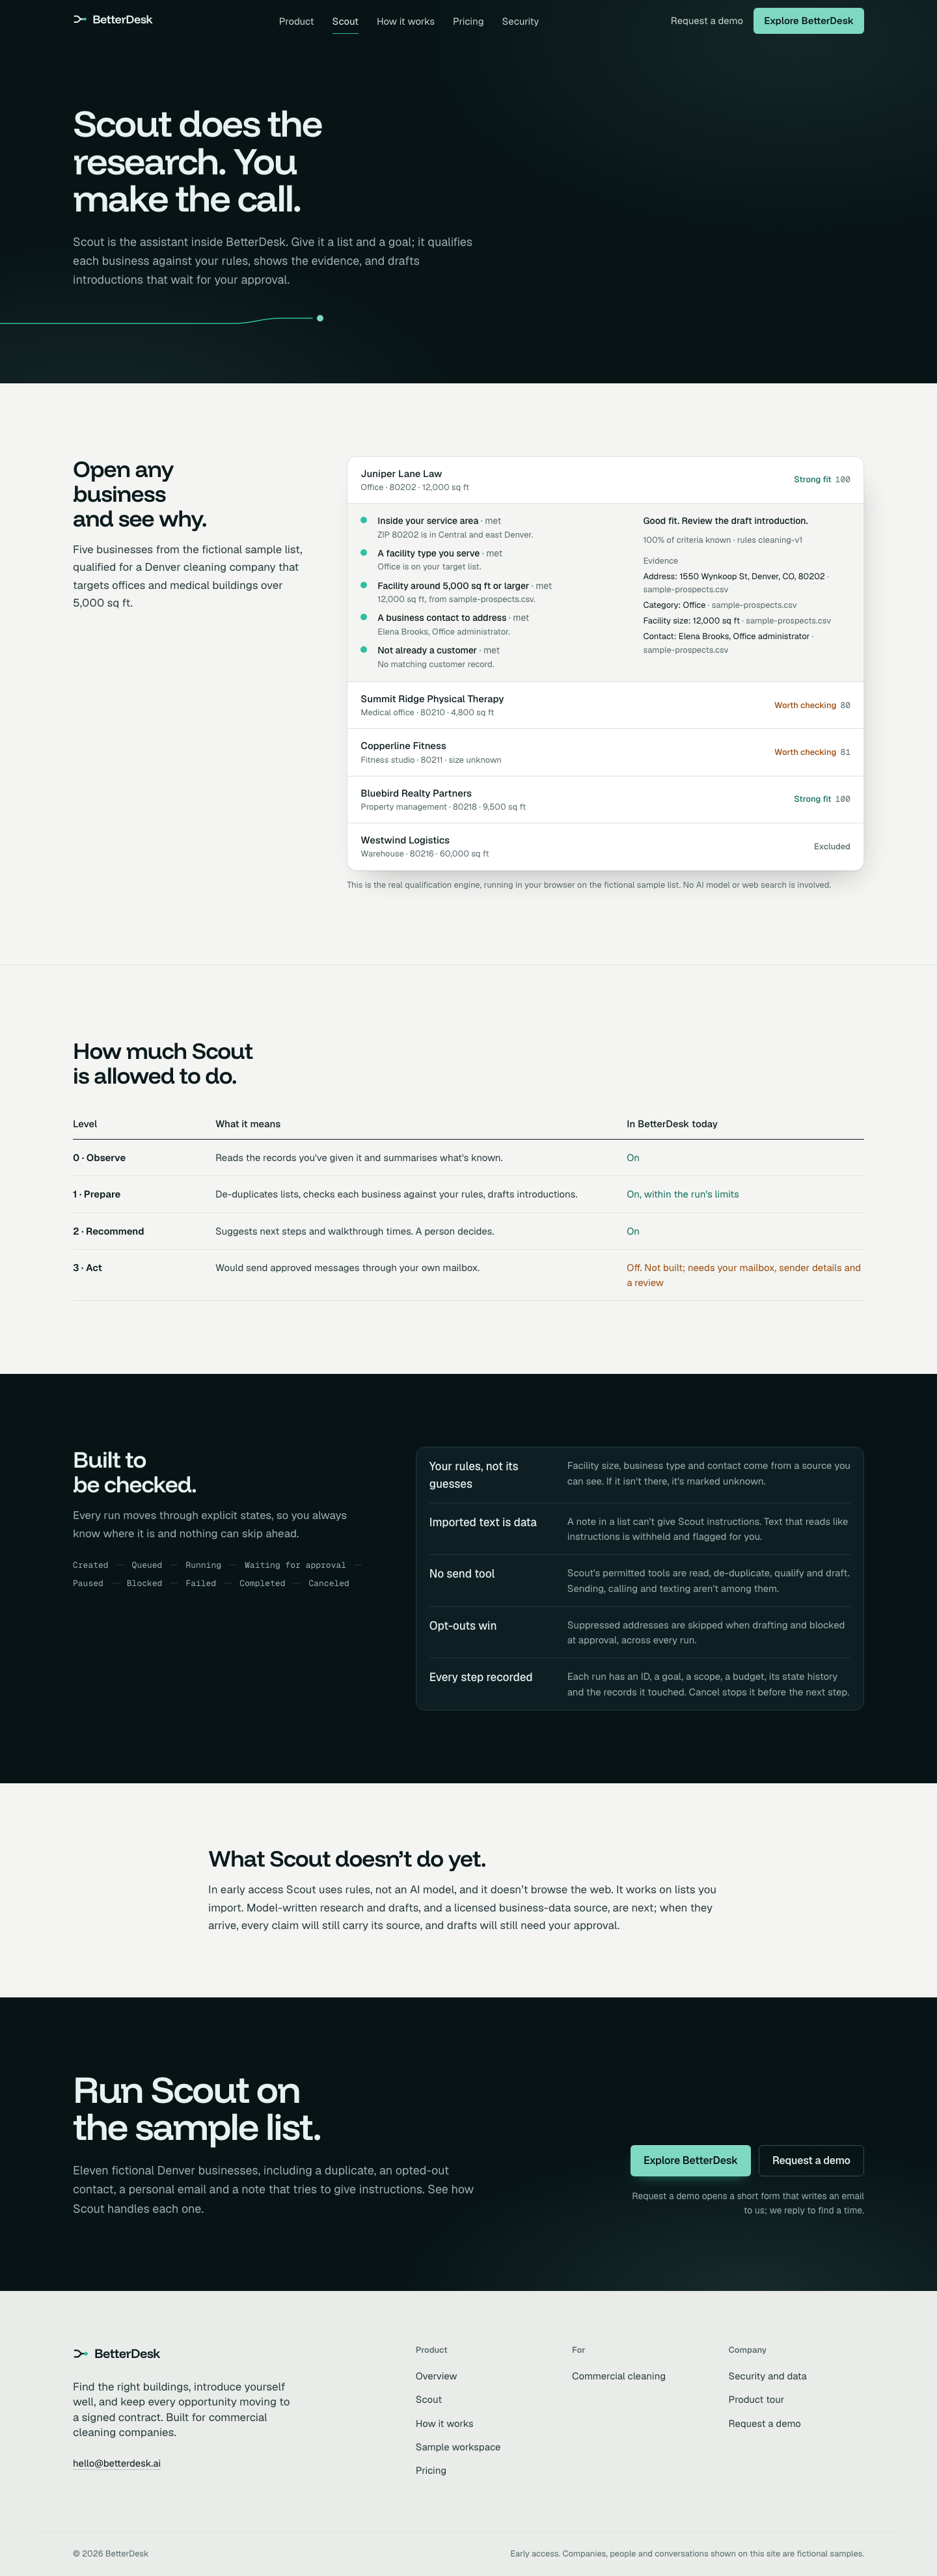 BetterDesk
Product
Scout
How it works
Pricing
Security
Request a demo
Explore BetterDesk
Scout does the
research. You
make the call.
Scout is the assistant inside BetterDesk. Give it a list and a goal; it qualifies
each business against your rules, shows the evidence, and drafts
introductions that wait for your approval.
Open any
business
and see why.
Five businesses from the fictional sample list,
qualified for a Denver cleaning company that
targets offices and medical buildings over
5,000 sq ft.
Juniper Lane Law
Office · 80202 · 12,000 sq ft
Strong fit 100
Inside your service area · met
ZIP 80202 is in Central and east Denver.
A facility type you serve · met
Office is on your target list.
Facility around 5,000 sq ft or larger · met
12,000 sq ft, from sample-prospects.csv.
A business contact to address · met
Elena Brooks, Office administrator.
Not already a customer · met
No matching customer record.
Good fit. Review the draft introduction.
100% of criteria known · rules cleaning-v1
Evidence
Address: 1550 Wynkoop St, Denver, CO, 80202 ·
sample-prospects.csv
Category: Office · sample-prospects.csv
Facility size: 12,000 sq ft · sample-prospects.csv
Contact: Elena Brooks, Office administrator ·
sample-prospects.csv
Summit Ridge Physical Therapy
Medical office · 80210 · 4,800 sq ft
Worth checking 80
Copperline Fitness
Fitness studio · 80211 · size unknown
Worth checking 81
Bluebird Realty Partners
Property management · 80218 · 9,500 sq ft
Strong fit 100
Westwind Logistics
Warehouse · 80216 · 60,000 sq ft
Excluded
This is the real qualification engine, running in your browser on the fictional sample list. No AI model or web search is involved.
How much Scout
is allowed to do.
Level
What it means
In BetterDesk today
0 · Observe
Reads the records you've given it and summarises what's known.
On
1 · Prepare
De-duplicates lists, checks each business against your rules, drafts introductions.
On, within the run's limits
2 · Recommend
Suggests next steps and walkthrough times. A person decides.
On
3 · Act
Would send approved messages through your own mailbox.
Off. Not built; needs your mailbox, sender details and
a review
Built to
be checked.
Every run moves through explicit states, so you always
know where it is and nothing can skip ahead.
Created — Queued — Running — Waiting for approval —
Paused — Blocked — Failed — Completed — Canceled
Your rules, not its
guesses
Facility size, business type and contact come from a source you
can see. If it isn't there, it's marked unknown.
Imported text is data
A note in a list can't give Scout instructions. Text that reads like
instructions is withheld and flagged for you.
No send tool
Scout's permitted tools are read, de-duplicate, qualify and draft.
Sending, calling and texting aren't among them.
Opt-outs win
Suppressed addresses are skipped when drafting and blocked
at approval, across every run.
Every step recorded
Each run has an ID, a goal, a scope, a budget, its state history
and the records it touched. Cancel stops it before the next step.
What Scout doesn't do yet.
In early access Scout uses rules, not an AI model, and it doesn't browse the web. It works on lists you
import. Model-written research and drafts, and a licensed business-data source, are next; when they
arrive, every claim will still carry its source, and drafts will still need your approval.
Run Scout on
the sample list.
Eleven fictional Denver businesses, including a duplicate, an opted-out
contact, a personal email and a note that tries to give instructions. See how
Scout handles each one.
Explore BetterDesk
Request a demo
Request a demo opens a short form that writes an email
to us; we reply to find a time.
BetterDesk
Find the right buildings, introduce yourself
well, and keep every opportunity moving to
a signed contract. Built for commercial
cleaning companies.
hello@betterdesk.ai
Product
Overview
Scout
How it works
Sample workspace
Pricing
For
Commercial cleaning
Company
Security and data
Product tour
Request a demo
© 2026 BetterDesk
Early access. Companies, people and conversations shown on this site are fictional samples.